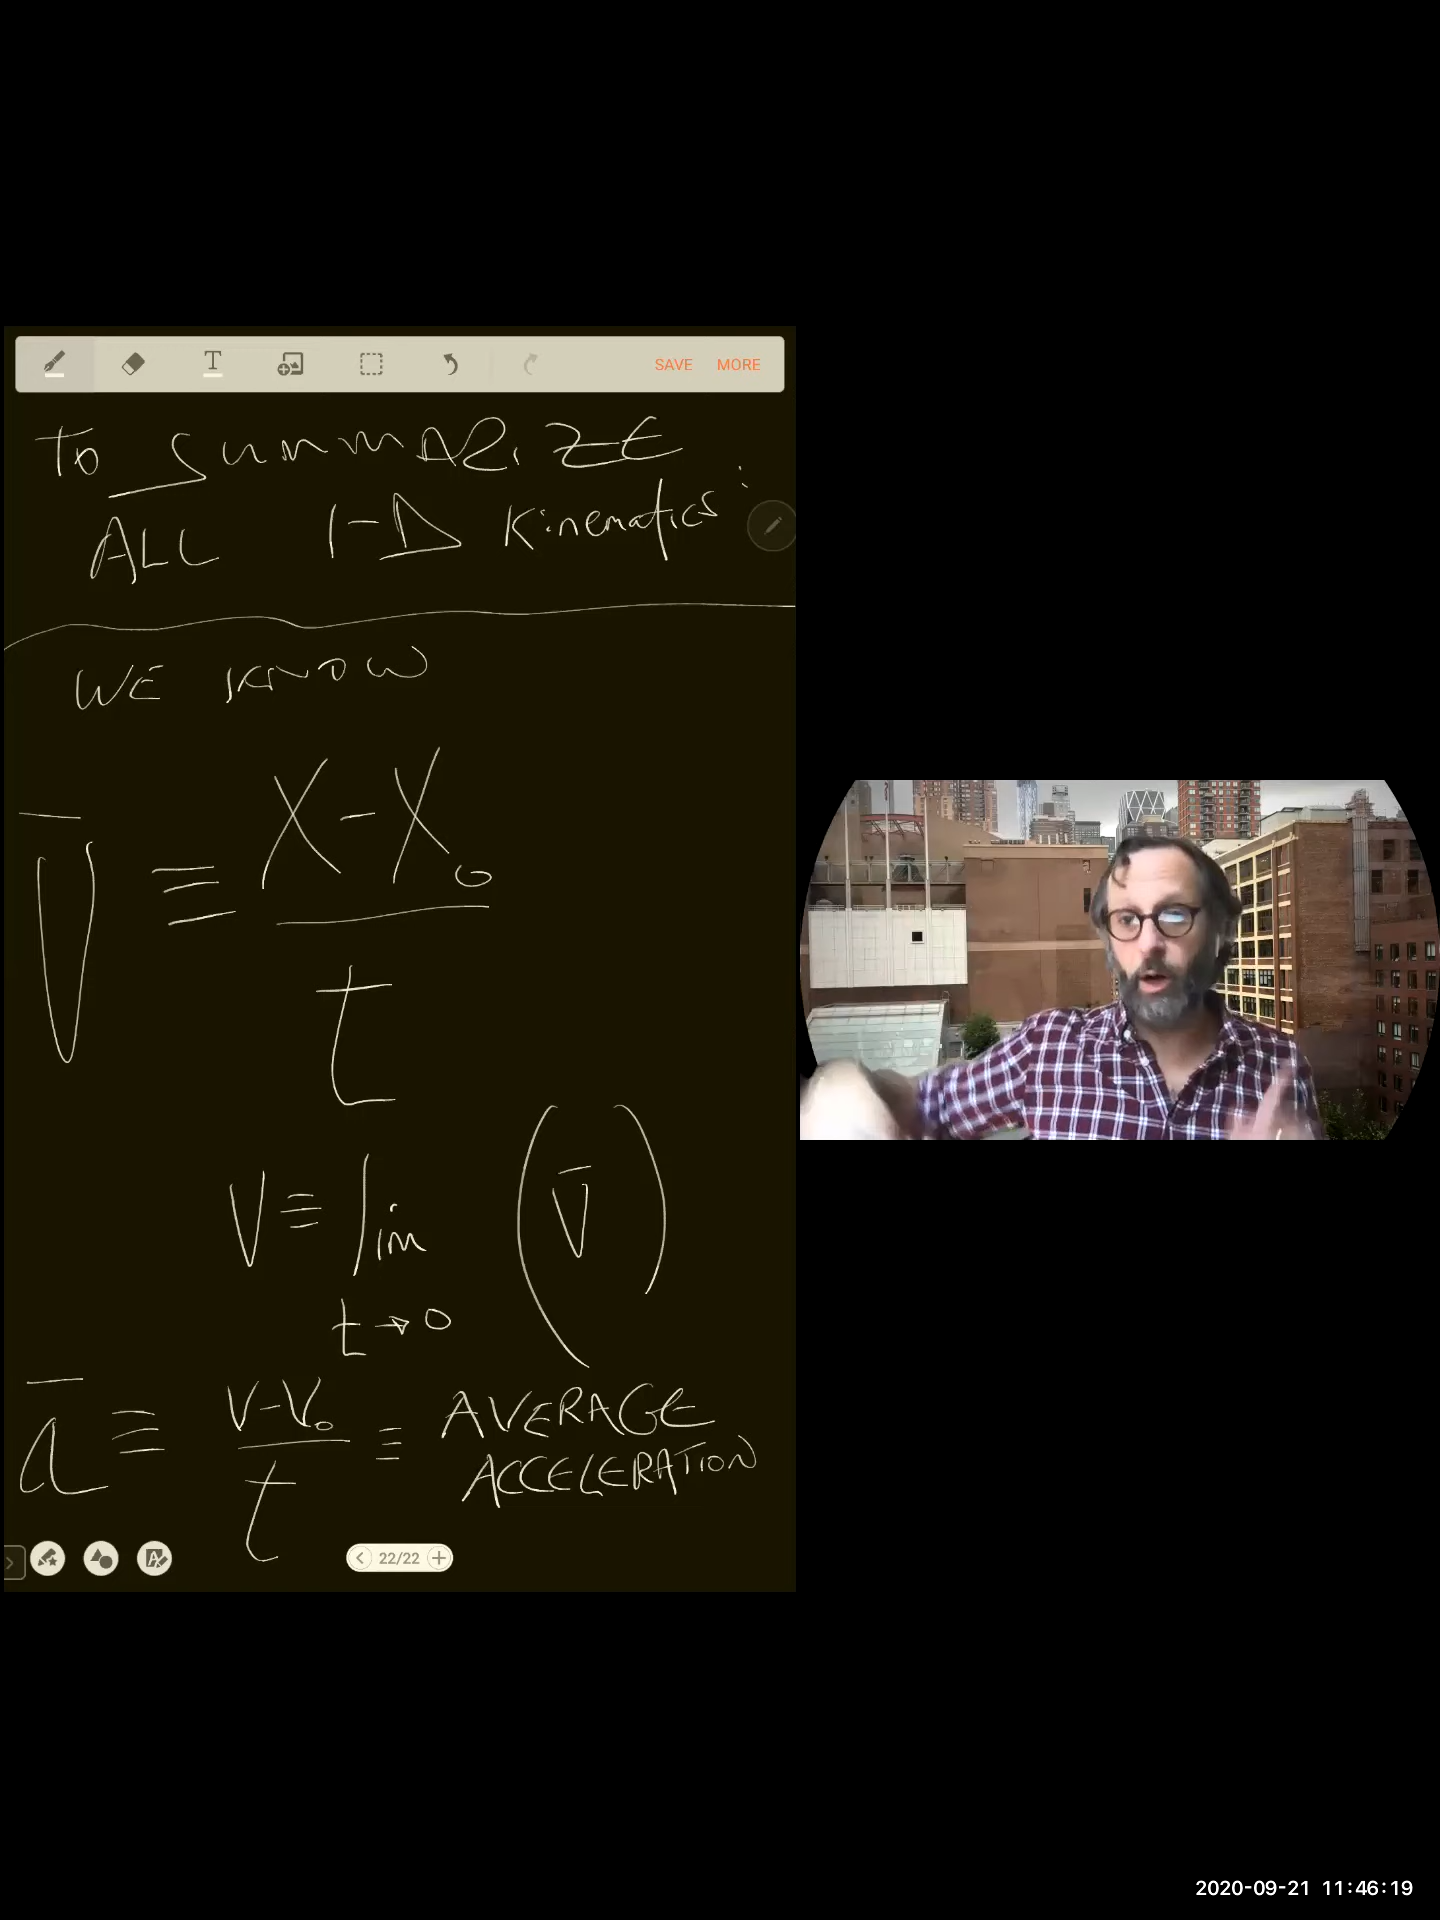 T
SAVE MORE
TO SUMMARIZE
ALL 1-D Kinematics:
WE KNOW
v̄ ≡ X-X₀
t
V ≡ lim (v̄)
t→0
ā ≡ V-V₀ ≡ AVERAGE
t ACCELERATION
22/22
2020-09-21 11:46:19